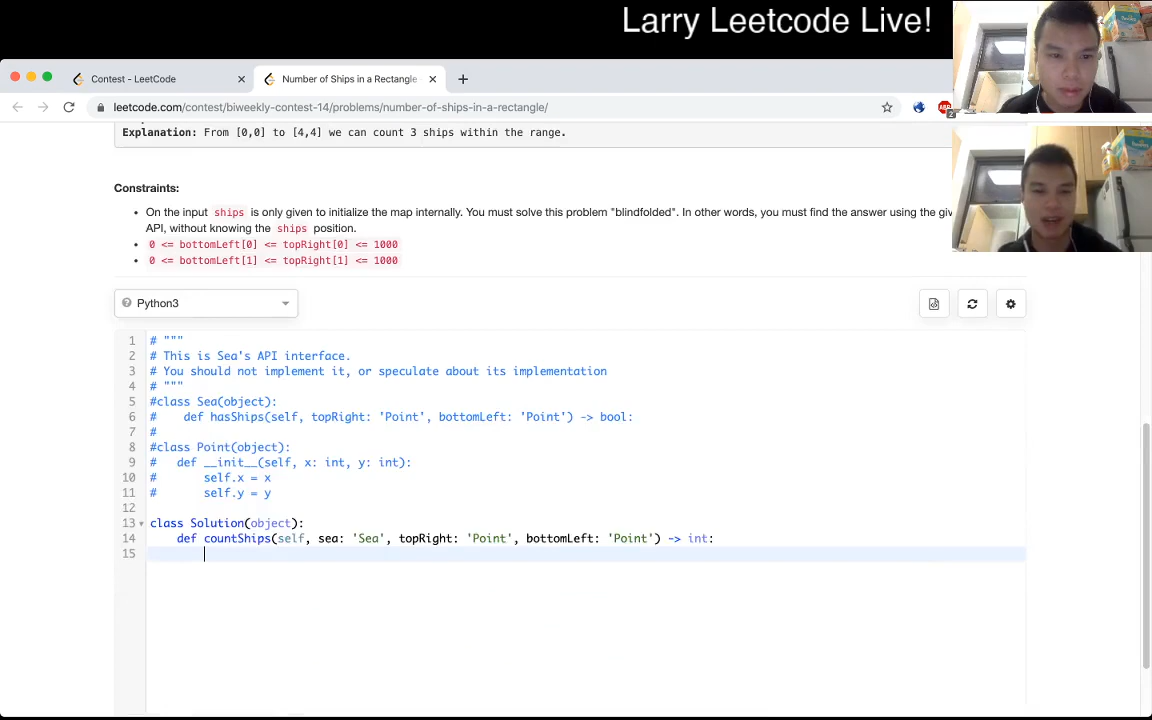 Larry Leetcode Live!
Contest - LeetCode
Number of Ships in a Rectangle
leetcode.com/contest/biweekly-contest-14/problems/number-of-ships-in-a-rectangle/
Explanation: From [0,0] to [4,4] we can count 3 ships within the range.
Constraints:
• On the input ships is only given to initialize the map internally. You must solve this problem "blindfolded". In other words, you must find the answer using the giv
API, without knowing the ships position.
• 0 <= bottomLeft[0] <= topRight[0] <= 1000
• 0 <= bottomLeft[1] <= topRight[1] <= 1000
Python3
1 # """
2 # This is Sea's API interface.
3 # You should not implement it, or speculate about its implementation
4 # """
5 #class Sea(object):
6 #    def hasShips(self, topRight: 'Point', bottomLeft: 'Point') -> bool:
7 #
8 #class Point(object):
9 #   def __init__(self, x: int, y: int):
10 #       self.x = x
11 #       self.y = y
12
13 class Solution(object):
14     def countShips(self, sea: 'Sea', topRight: 'Point', bottomLeft: 'Point') -> int:
15